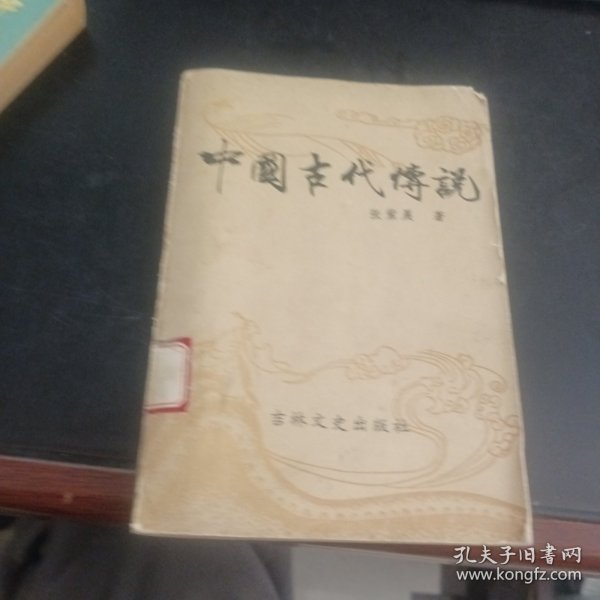 中國古代傳説
张紫晨 著
吉林文史出版社
孔夫子旧书网
www.kongfz.com